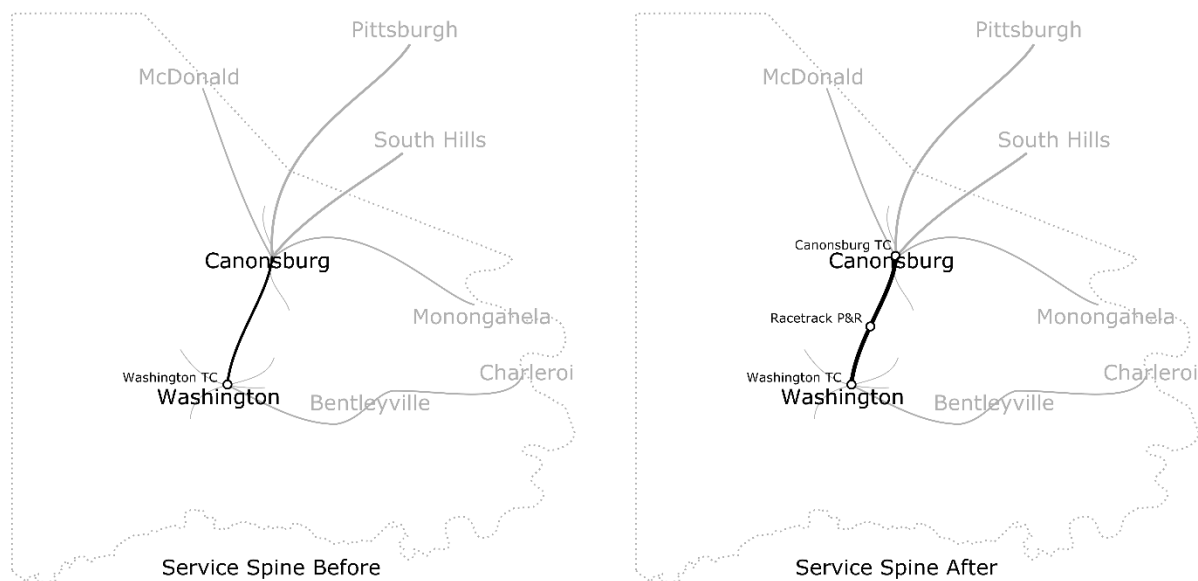 Pittsburgh
McDonald
South Hills
Canonsburg
Monongahela
Washington TC
Charleroi
Washington
Bentleyville
Service Spine Before
Pittsburgh
McDonald
South Hills
Canonsburg TC
Canonsburg
Racetrack P&R
Monongahela
Washington TC
Charleroi
Washington
Bentleyville
Service Spine After